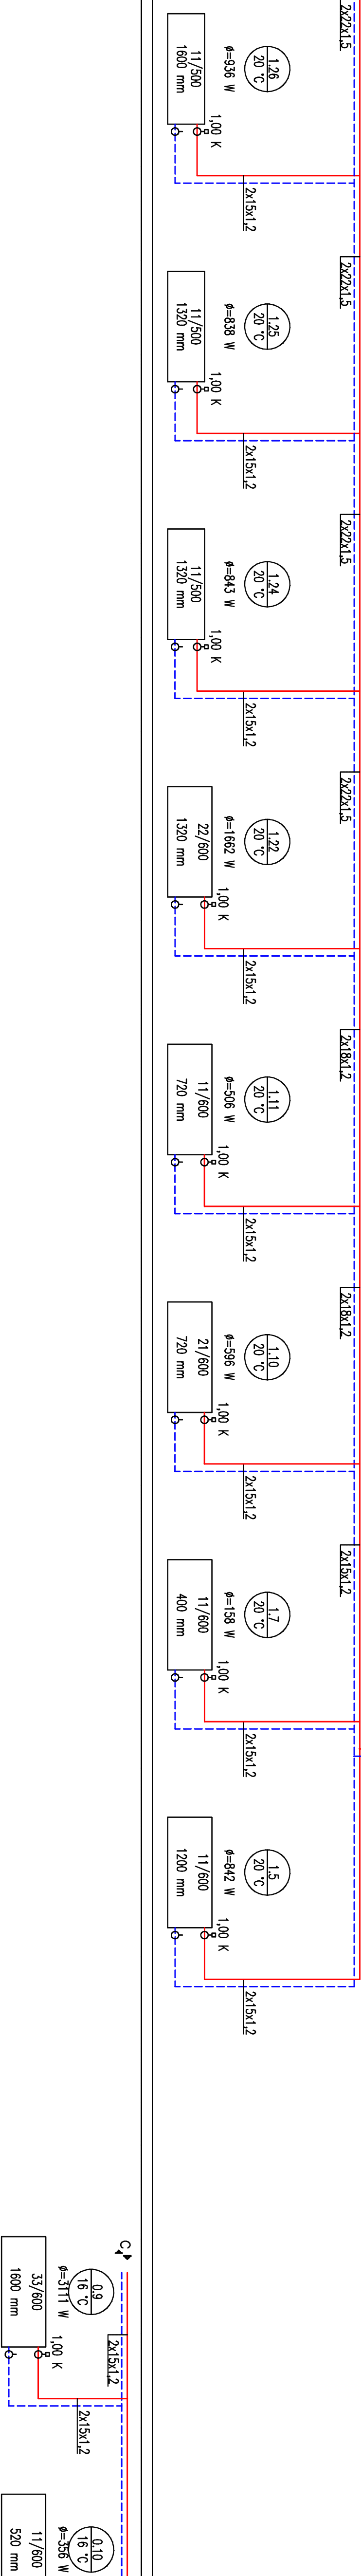 2x22x1,5
1.26
20 °C
ø=936 W
11/500
1600 mm
1,00 K
2x15x1,2
2x22x1,5
1.25
20 °C
ø=838 W
11/500
1320 mm
1,00 K
2x15x1,2
2x22x1,5
1.24
20 °C
ø=843 W
11/500
1320 mm
1,00 K
2x15x1,2
2x22x1,5
1.22
20 °C
ø=1662 W
22/600
1320 mm
1,00 K
2x15x1,2
2x18x1,2
1.11
20 °C
ø=506 W
11/600
720 mm
1,00 K
2x15x1,2
2x18x1,2
1.10
20 °C
ø=596 W
21/600
720 mm
1,00 K
2x15x1,2
2x15x1,2
1.7
20 °C
ø=158 W
11/600
400 mm
1,00 K
2x15x1,2
1.5
20 °C
ø=842 W
11/600
1200 mm
1,00 K
2x15x1,2
C
2x15x1,2
0.9
16 °C
ø=3111 W
33/600
1600 mm
1,00 K
2x15x1,2
0.10
16 °C
ø=356 W
11/600
520 mm